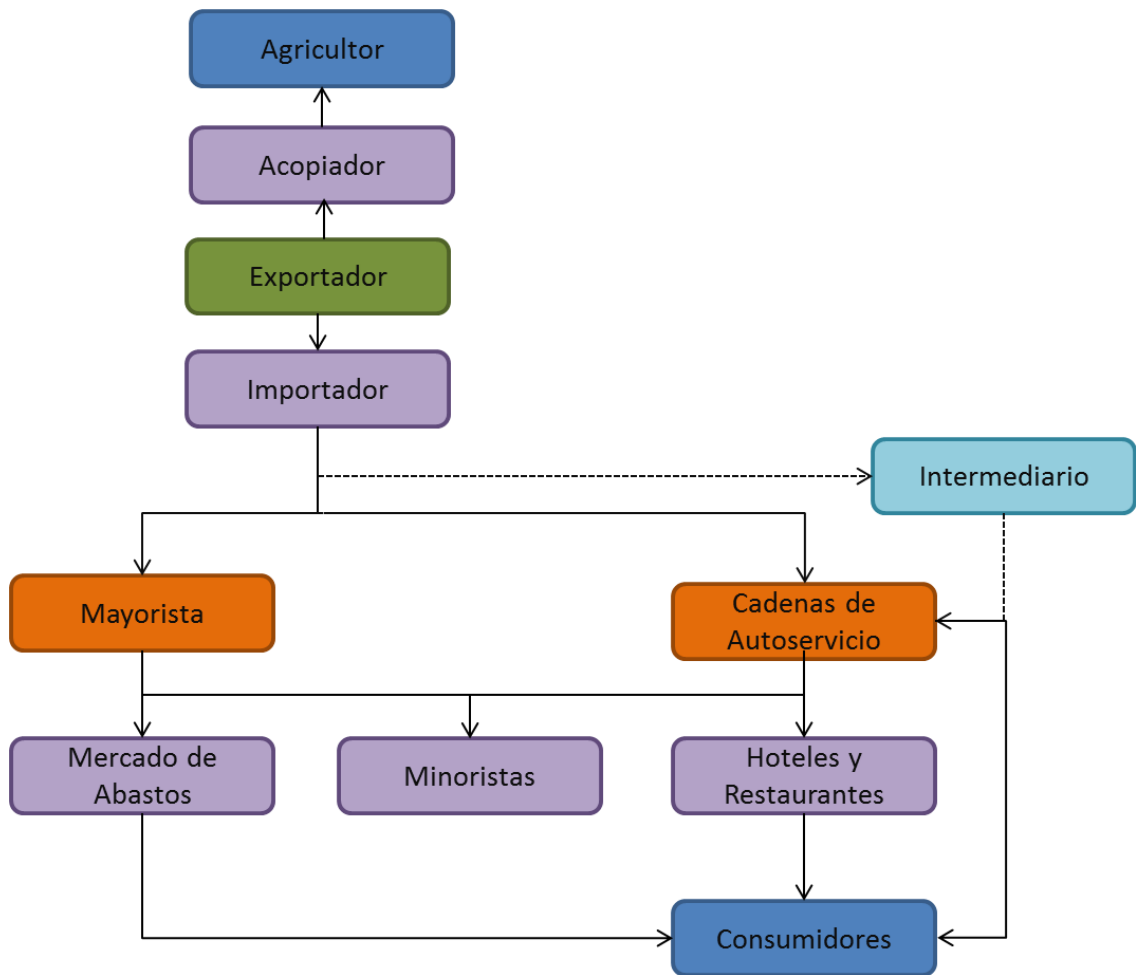 Agricultor
Acopiador
Exportador
Importador
Intermediario
Mayorista
Cadenas de
Autoservicio
Mercado de
Abastos
Minoristas
Hoteles y
Restaurantes
Consumidores